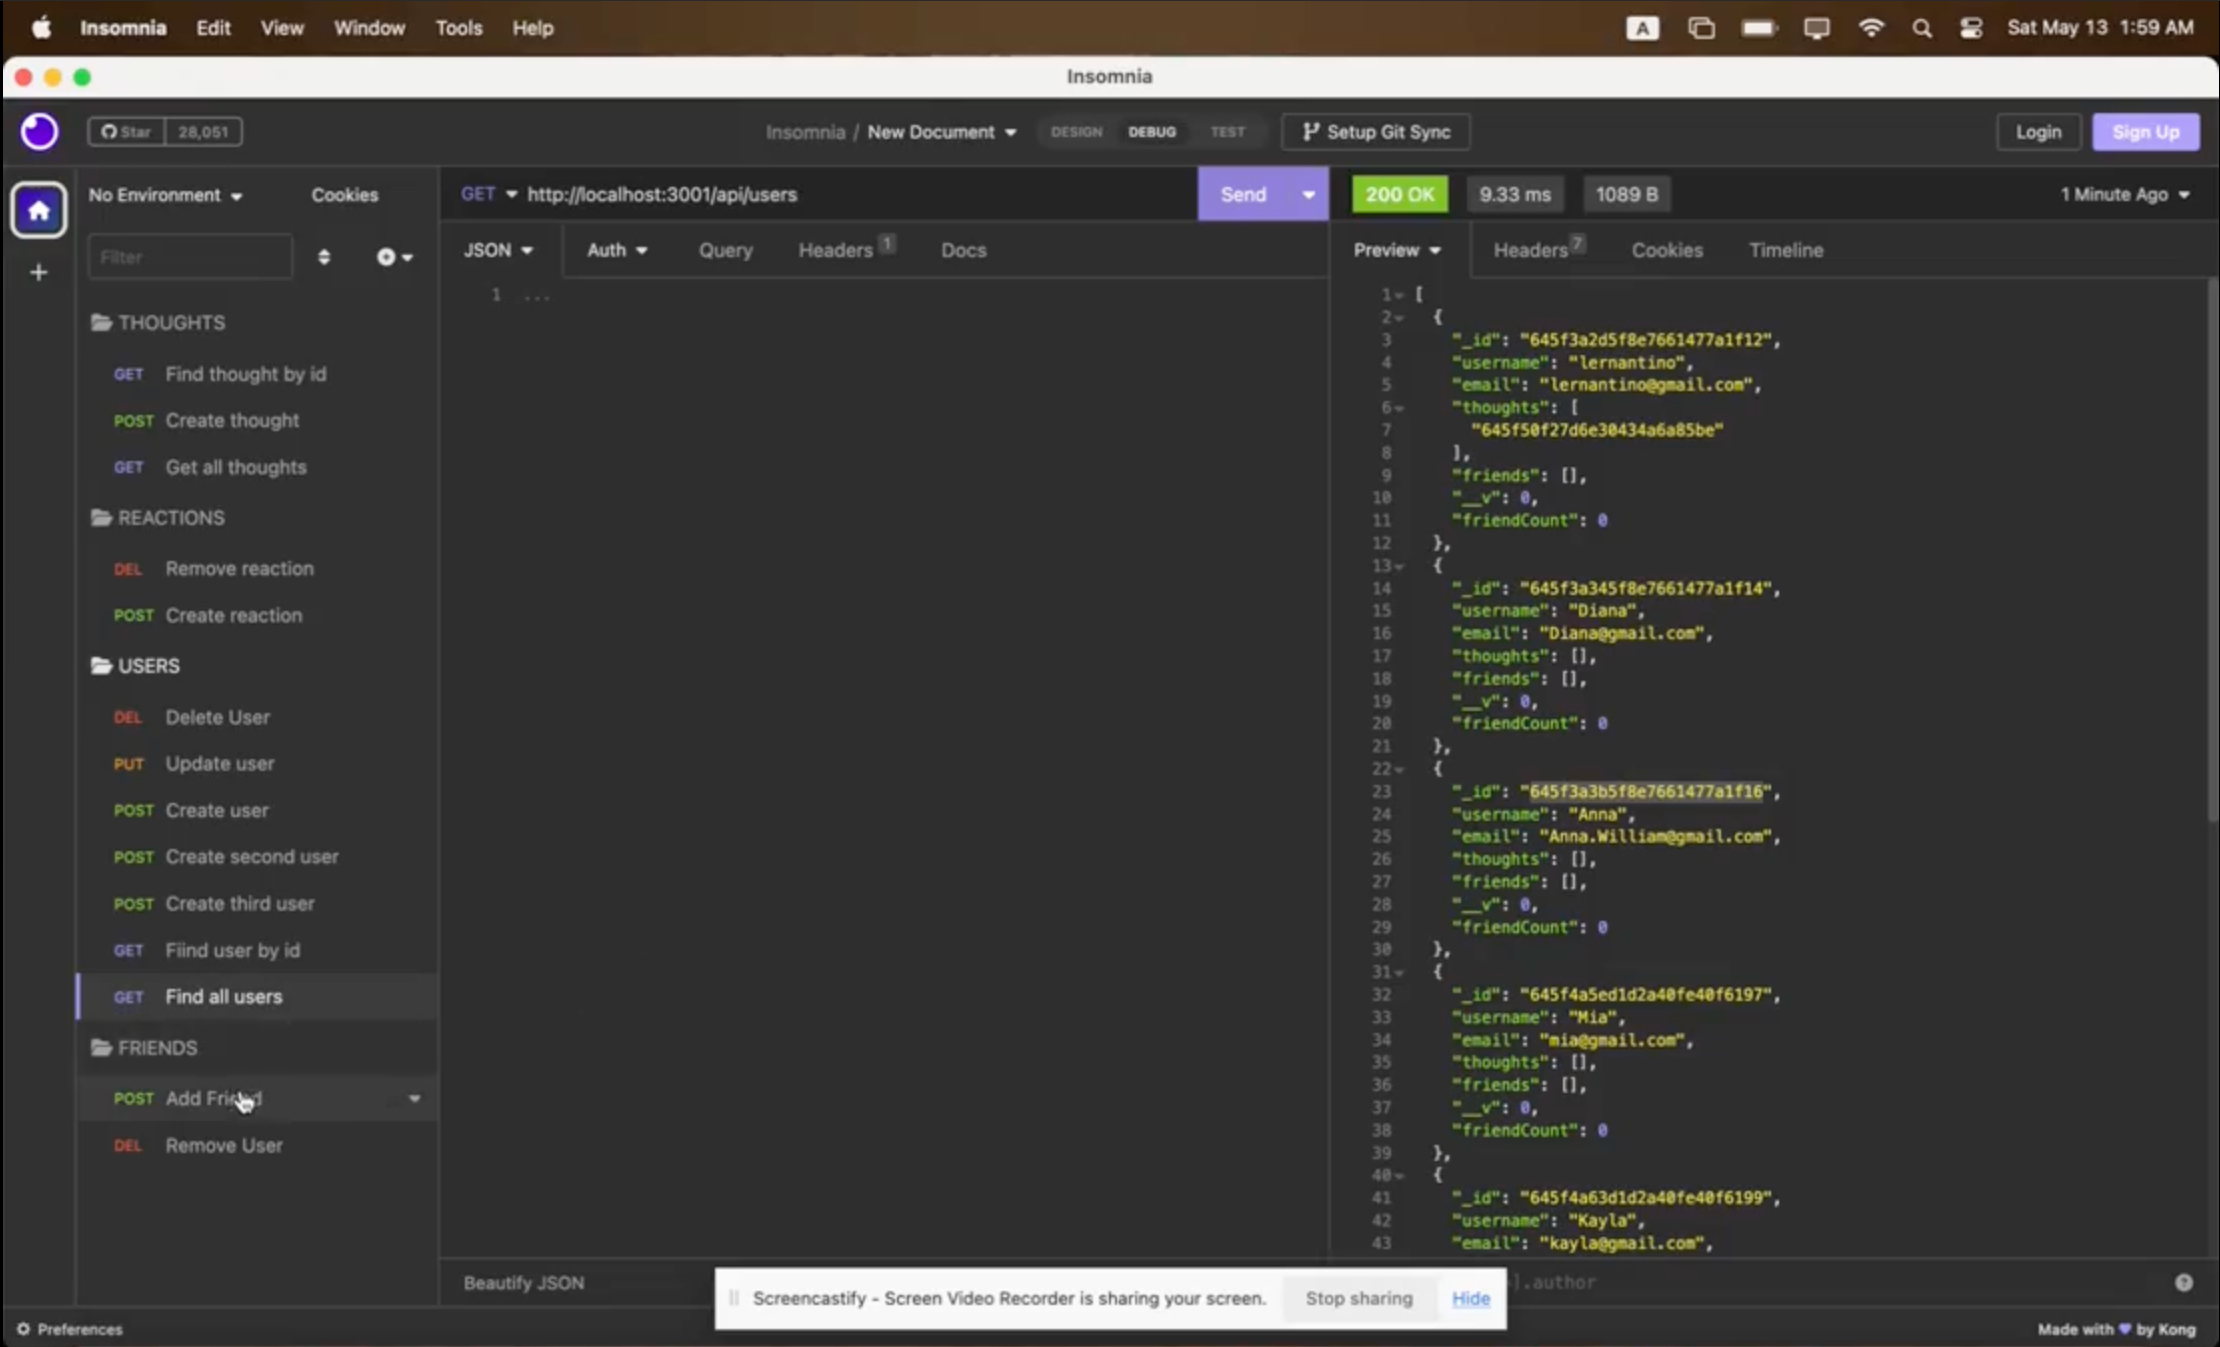 Insomnia Edit View Window Tools Help A Sat May 13 1:59 AM
Insomnia
Star 28,051 Insomnia / New Document DESIGN DEBUG TEST Setup Git Sync Login Sign Up
No Environment Cookies
Filter
THOUGHTS
GET Find thought by id
POST Create thought
GET Get all thoughts
REACTIONS
DEL Remove reaction
POST Create reaction
USERS
DEL Delete User
PUT Update user
POST Create user
POST Create second user
POST Create third user
GET Fiind user by id
GET Find all users
FRIENDS
POST Add
DEL Remove User
GET http://localhost:3001/api/users Send
JSON Auth Query Headers 1 Docs
1 ...
Beautify JSON
200 OK 9.33 ms 1089 B 1 Minute Ago
Preview Headers 7 Cookies Timeline
1 [
2 {
3 "_id": "645f3a2d5f8e7661477a1f12",
4 "username": "lernantino",
5 "email": "lernantino@gmail.com",
6 "thoughts": [
7 "645f50f27d6e30434a6a85be"
8 ],
9 "friends": [],
10 "__v": 0,
11 "friendCount": 0
12 },
13 {
14 "_id": "645f3a345f8e7661477a1f14",
15 "username": "Diana",
16 "email": "Diana@gmail.com",
17 "thoughts": [],
18 "friends": [],
19 "__v": 0,
20 "friendCount": 0
21 },
22 {
23 "_id": "645f3a3b5f8e7661477a1f16",
24 "username": "Anna",
25 "email": "Anna.William@gmail.com",
26 "thoughts": [],
27 "friends": [],
28 "__v": 0,
29 "friendCount": 0
30 },
31 {
32 "_id": "645f4a5ed1d2a40fe40f6197",
33 "username": "Mia",
34 "email": "mia@gmail.com",
35 "thoughts": [],
36 "friends": [],
37 "__v": 0,
38 "friendCount": 0
39 },
40 {
41 "_id": "645f4a63d1d2a40fe40f6199",
42 "username": "Kayla",
43 "email": "kayla@gmail.com",
].author
Screencastify - Screen Video Recorder is sharing your screen. Stop sharing Hide
Preferences Made with by Kong